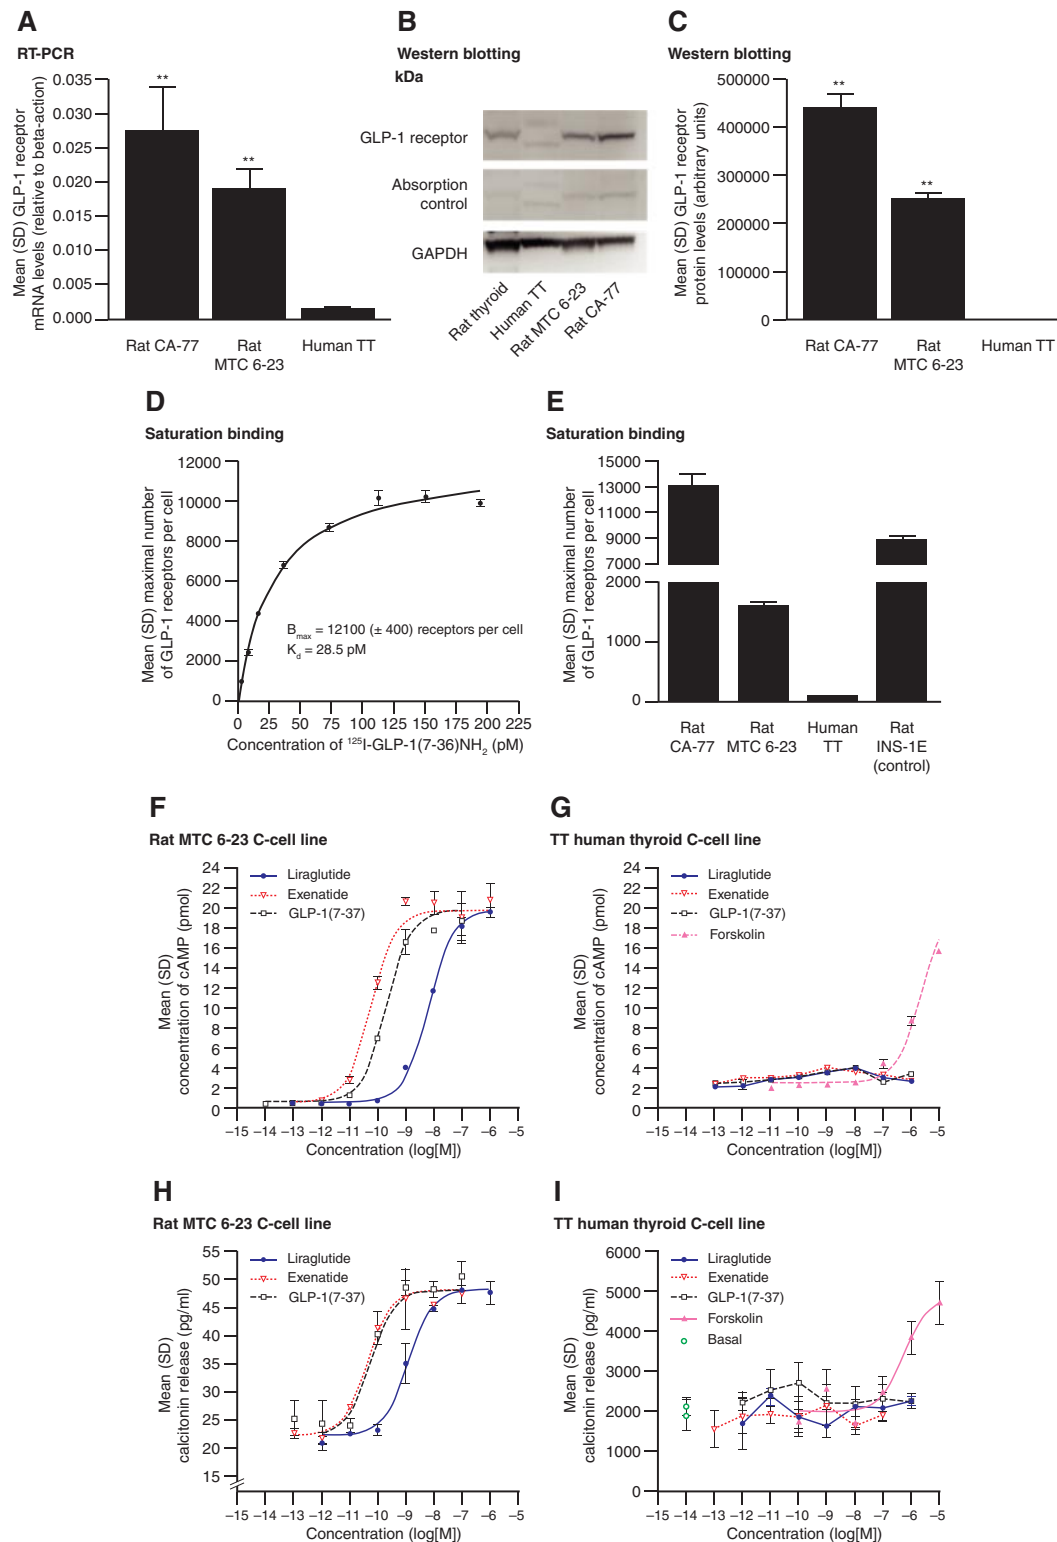 A
RT-PCR
Mean (SD) GLP-1 receptor
mRNA levels (relative to beta-action)
0.035
0.030
0.025
0.020
0.015
0.010
0.005
0.000
**
**
Rat CA-77
Rat
MTC 6-23
Human TT
B
Western blotting
kDa
GLP-1 receptor
Absorption
control
GAPDH
Rat thyroid
Human TT
Rat MTC 6-23
Rat CA-77
C
Western blotting
Mean (SD) GLP-1 receptor
protein levels (arbitrary units)
500000
400000
300000
200000
100000
0
**
**
Rat CA-77
Rat
MTC 6-23
Human TT
D
Saturation binding
Mean (SD) maximal number
of GLP-1 receptors per cell
12000
10000
8000
6000
4000
2000
0
Bmax = 12100 (± 400) receptors per cell
Kd = 28.5 pM
0 25 50 75 100 125 150 175 200 225
Concentration of ¹²⁵I-GLP-1(7-36)NH₂ (pM)
E
Saturation binding
Mean (SD) maximal number
of GLP-1 receptors per cell
15000
13000
11000
9000
7000
2000
1000
0
Rat
CA-77
Rat
MTC 6-23
Human
TT
Rat
INS-1E
(control)
F
Rat MTC 6-23 C-cell line
Mean (SD)
concentration of cAMP (pmol)
24
22
20
18
16
14
12
10
8
6
4
2
0
Liraglutide
Exenatide
GLP-1(7-37)
–15 –14 –13 –12 –11 –10 –9 –8 –7 –6 –5
Concentration (log[M])
G
TT human thyroid C-cell line
Mean (SD)
concentration of cAMP (pmol)
24
22
20
18
16
14
12
10
8
6
4
2
0
Liraglutide
Exenatide
GLP-1(7-37)
Forskolin
–15 –14 –13 –12 –11 –10 –9 –8 –7 –6 –5
Concentration (log[M])
H
Rat MTC 6-23 C-cell line
Mean (SD)
calcitonin release (pg/ml)
55
50
45
40
35
30
25
20
15
Liraglutide
Exenatide
GLP-1(7-37)
–15 –14 –13 –12 –11 –10 –9 –8 –7 –6 –5
Concentration (log[M])
I
TT human thyroid C-cell line
Mean (SD)
calcitonin release (pg/ml)
6000
5000
4000
3000
2000
1000
0
Liraglutide
Exenatide
GLP-1(7-37)
Forskolin
Basal
–15 –14 –13 –12 –11 –10 –9 –8 –7 –6 –5
Concentration (log[M])